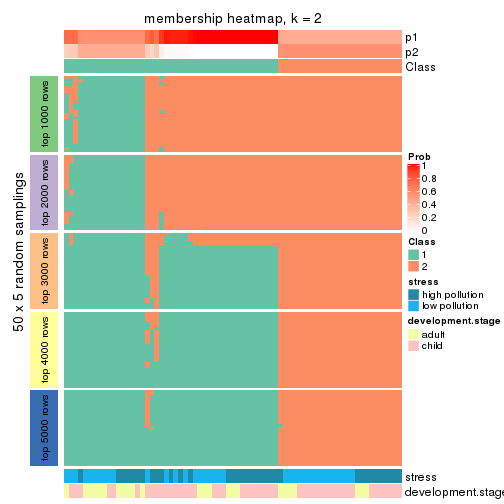 membership heatmap, k = 2
p1
p2
Class
50 x 5 random samplings
top 1000 rows
top 2000 rows
top 3000 rows
top 4000 rows
top 5000 rows
stress
development.stage
Prob
1
0.8
0.6
0.4
0.2
0
Class
1
2
stress
high pollution
low pollution
development.stage
adult
child